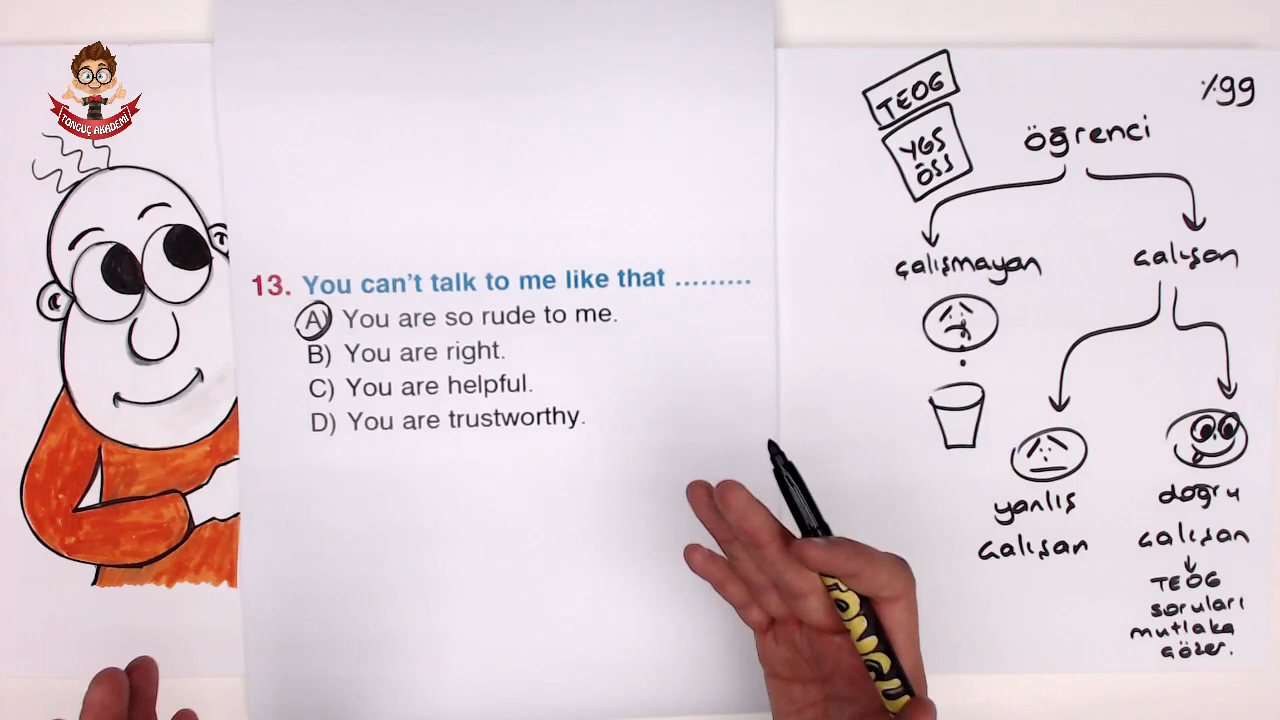 TONGUÇ AKADEMİ
13. You can't talk to me like that .........
A) You are so rude to me.
B) You are right.
C) You are helpful.
D) You are trustworthy.
TEOG
YGS
ÖSS
%99
öğrenci
çalışmayan
çalışan
yanlış
çalışan
doğru
çalışan
TEOG
soruları
mutlaka
çözer.
TONGU